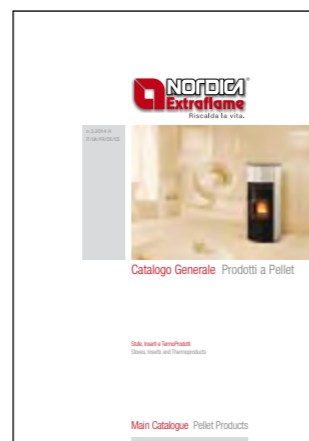 NORDICA®
Extraflame
Riscalda la vita.
Catalogo Generale Prodotti a Pellet
Stufe, Inserti e TermoProdotti
Stoves, Inserts and Thermoproducts
Main Catalogue Pellet Products